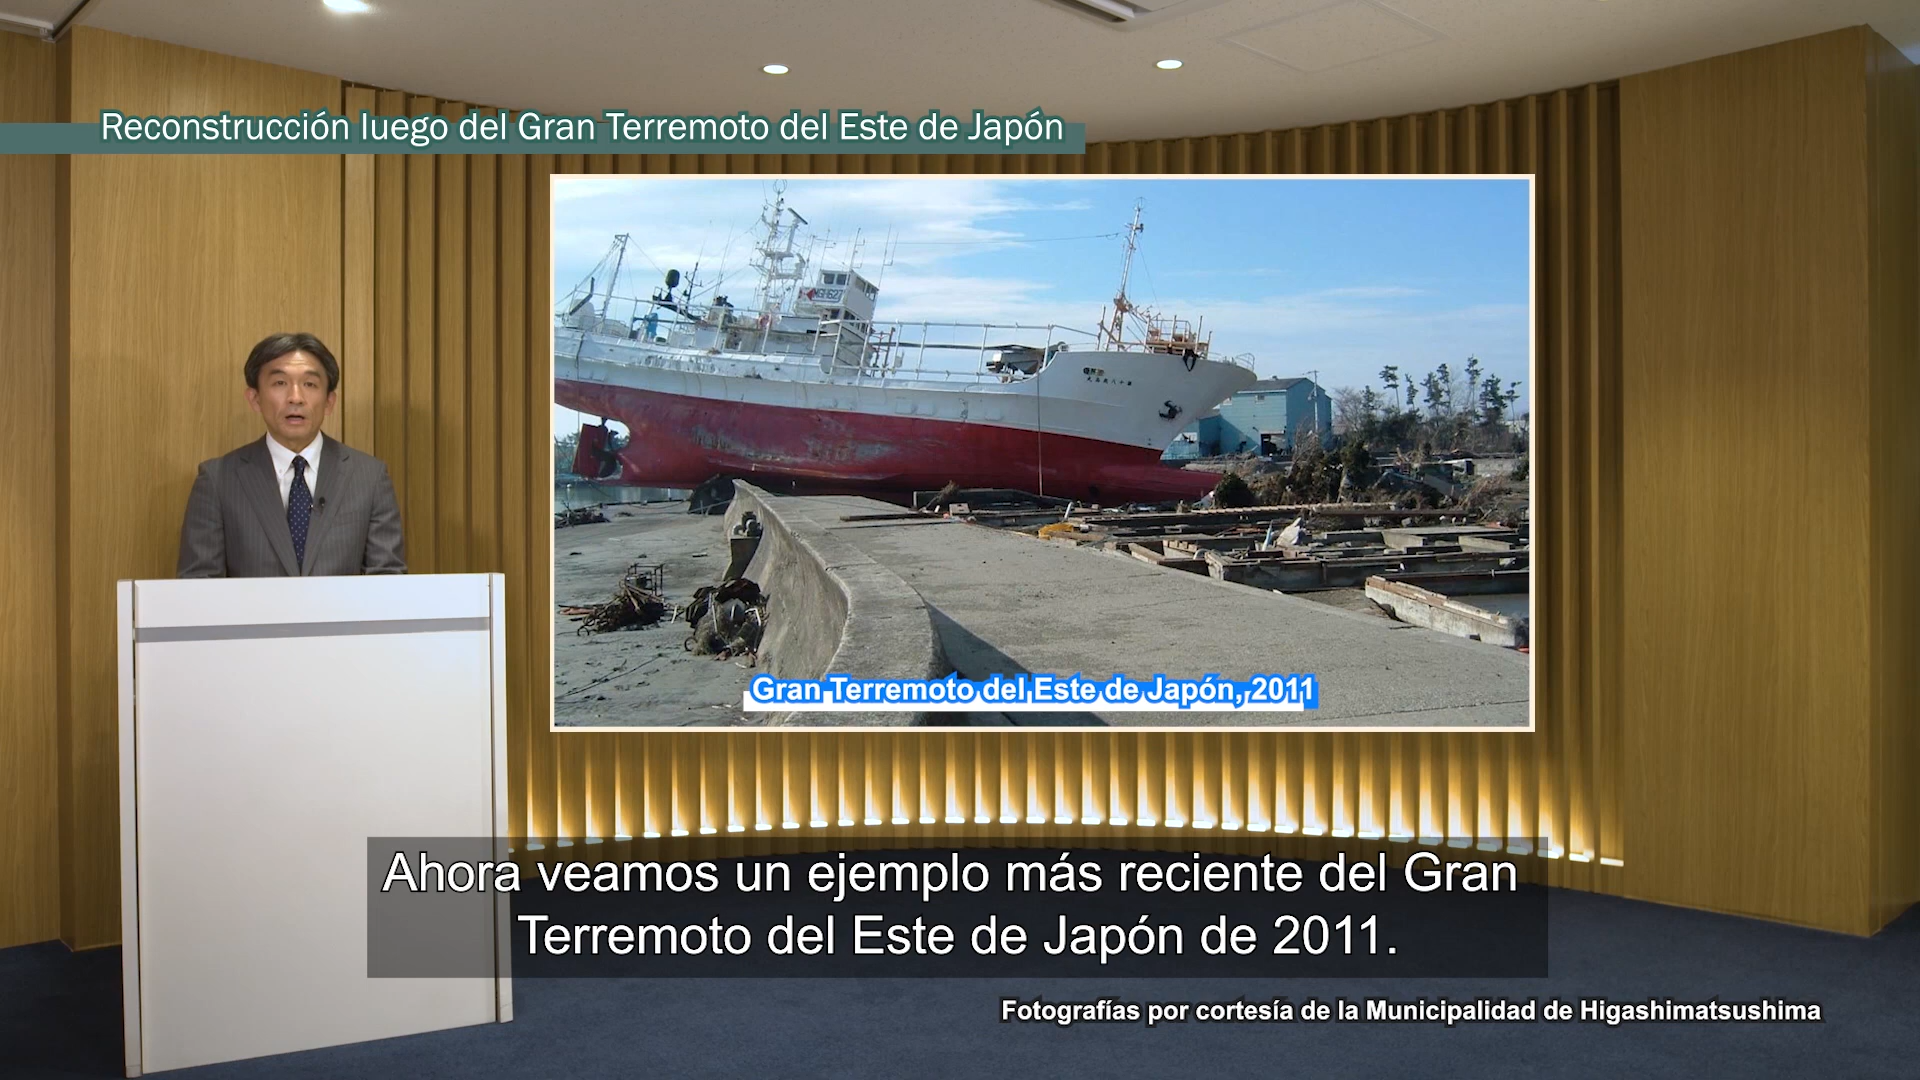 Reconstrucción luego del Gran Terremoto del Este de Japón
Gran Terremoto del Este de Japón, 2011
Ahora veamos un ejemplo más reciente del Gran
Terremoto del Este de Japón de 2011.
Fotografías por cortesía de la Municipalidad de Higashimatsushima